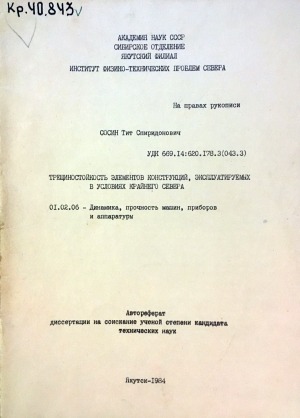 Кр.40.843
АКАДЕМИЯ НАУК СССР
СИБИРСКОЕ ОТДЕЛЕНИЕ
ЯКУТСКИЙ ФИЛИАЛ
ИНСТИТУТ ФИЗИКО-ТЕХНИЧЕСКИХ ПРОБЛЕМ СЕВЕРА
На правах рукописи
СОСИН Тит Спиридонович
УДК 669.14:620.178.3(043.3)
ТРЕЩИНОСТОЙКОСТЬ ЭЛЕМЕНТОВ КОНСТРУКЦИЙ, ЭКСПЛУАТИРУЕМЫХ
В УСЛОВИЯХ КРАЙНЕГО СЕВЕРА
01.02.06 - Динамика, прочность машин, приборов
и аппаратуры
Автореферат
диссертации на соискание ученой степени кандидата
технических наук
Якутск-1984